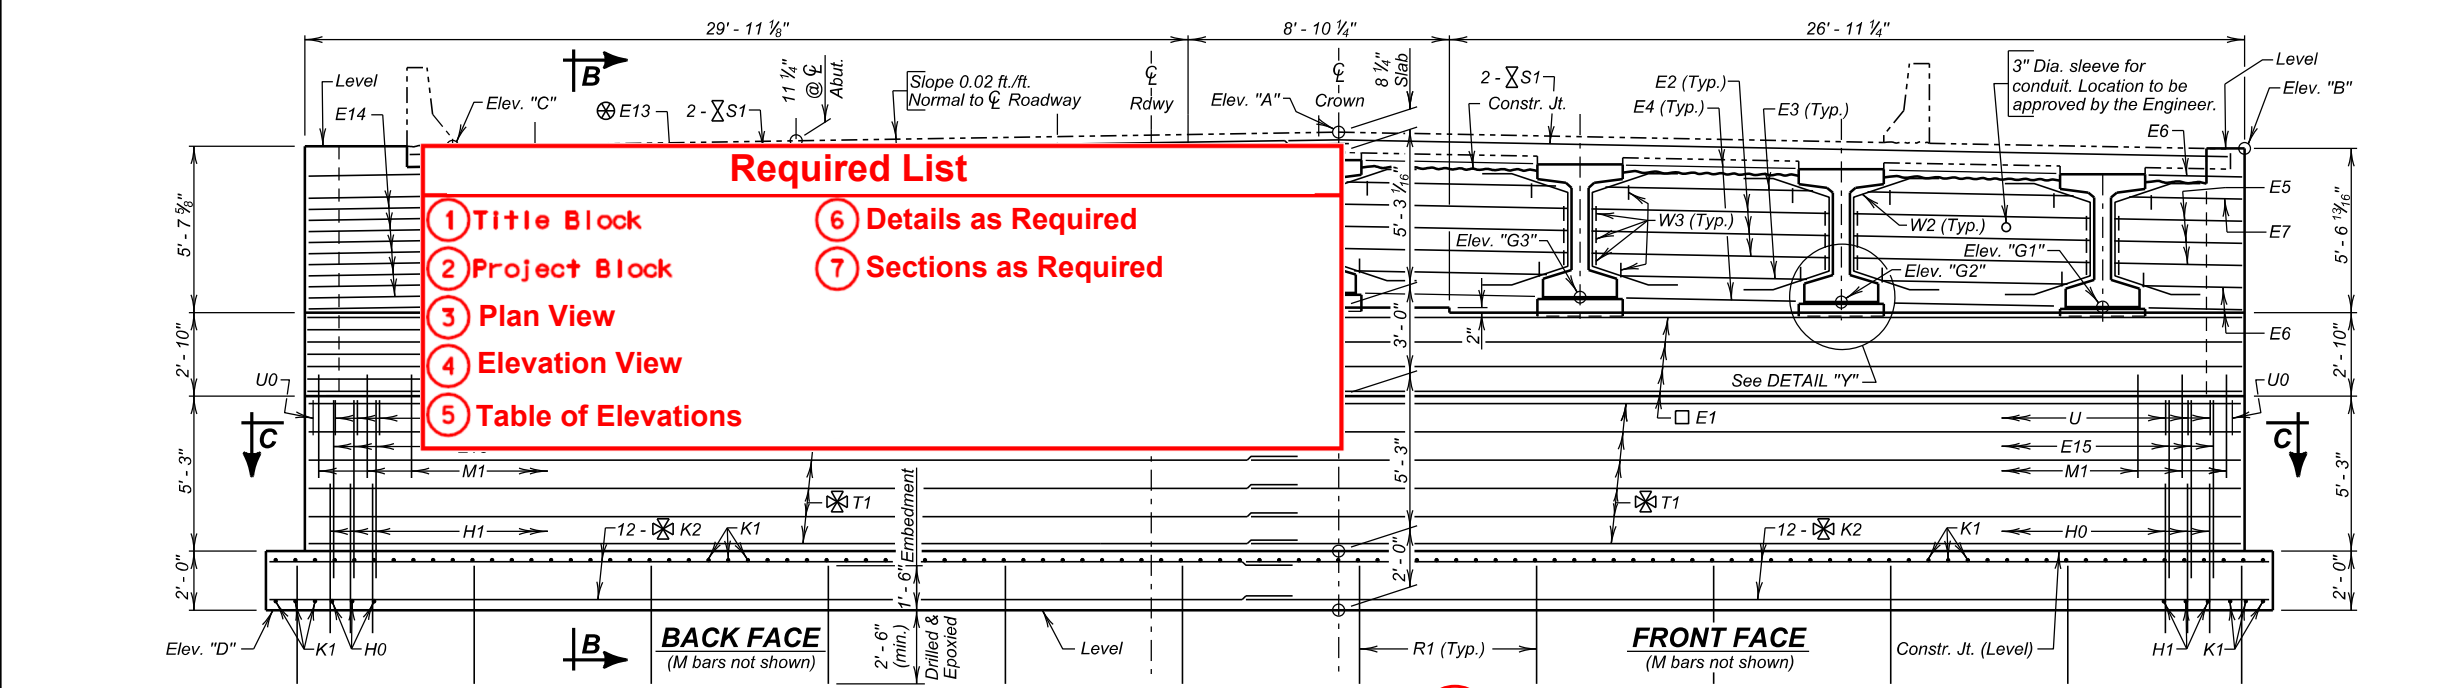 29' - 11 1/8"
8' - 10 1/4"
26' - 11 1/4"
B
Level
E14
Elev. "C"
E13
2 - S1
11 1/4"
@ ℄
Abut.
Slope 0.02 ft./ft.
Normal to ℄ Roadway
℄
Rdwy
Elev. "A"
℄
Crown
8 1/4"
Slab
2 - S1
Constr. Jt.
E2 (Typ.)
E4 (Typ.)
E3 (Typ.)
3" Dia. sleeve for
conduit. Location to be
approved by the Engineer.
Level
Elev. "B"
E6
E5
E7
E6
Required List
1 Title Block
2 Project Block
3 Plan View
4 Elevation View
5 Table of Elevations
6 Details as Required
7 Sections as Required
5' - 7 5/8"
2' - 10"
5' - 3"
2' - 0"
5' - 3 1/16"
3' - 0"
5' - 3"
2' - 0"
2"
Elev. "G3"
W3 (Typ.)
W2 (Typ.)
Elev. "G1"
Elev. "G2"
See DETAIL "Y"
5' - 6 13/16"
2' - 10"
5' - 3"
2' - 0"
U0
C
M1
H1
12 - K2
K1
T1
1' - 6" Embedment
E1
T1
12 - K2
K1
U
E15
M1
H0
U0
C
Elev. "D"
K1
H0
B
BACK FACE
(M bars not shown)
2' - 6"
(min.)
Drilled &
Epoxied
Level
R1 (Typ.)
FRONT FACE
(M bars not shown)
Constr. Jt. (Level)
H1
K1